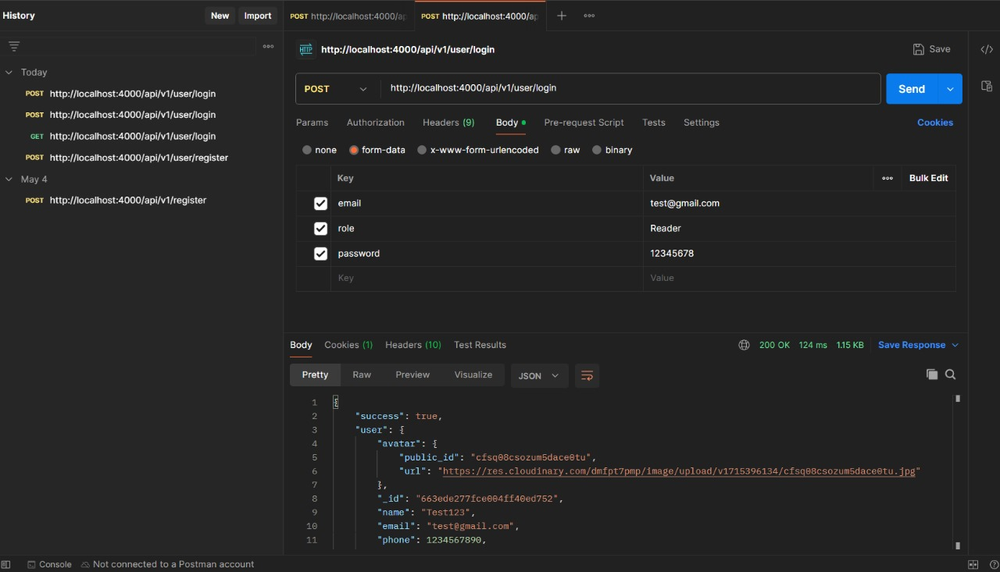 History
New
Import
Today
POST http://localhost:4000/api/v1/user/login
POST http://localhost:4000/api/v1/user/login
GET http://localhost:4000/api/v1/user/login
POST http://localhost:4000/api/v1/user/register
May 4
POST http://localhost:4000/api/v1/register
POST http://localhost:4000/ap
POST http://localhost:4000/ap
HTTP http://localhost:4000/api/v1/user/login
Save
POST http://localhost:4000/api/v1/user/login
Send
Params Authorization Headers (9) Body Pre-request Script Tests Settings Cookies
none form-data x-www-form-urlencoded raw binary
Key Value Bulk Edit
email test@gmail.com
role Reader
password 12345678
Key Value
Body Cookies (1) Headers (10) Test Results 200 OK 124 ms 1.15 KB Save Response
Pretty Raw Preview Visualize JSON
1 {
2 "success": true,
3 "user": {
4 "avatar": {
5 "public_id": "cfsq08csozum5dace0tu",
6 "url": "https://res.cloudinary.com/dmfpt7pmp/image/upload/v1715396134/cfsq08csozum5dace0tu.jpg"
7 },
8 "_id": "663ede277fce004ff40ed752",
9 "name": "Test123",
10 "email": "test@gmail.com",
11 "phone": 1234567890,
Console Not connected to a Postman account